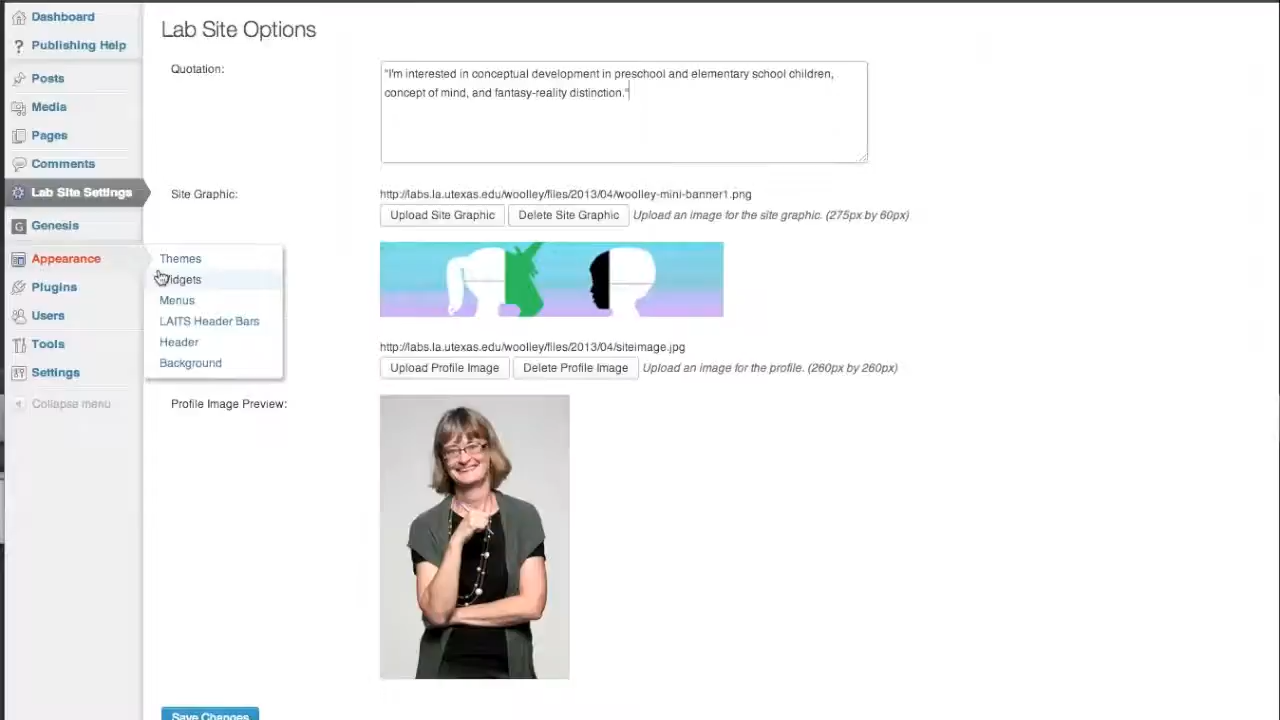 Dashboard
Publishing Help
Posts
Media
Pages
Comments
Lab Site Settings
Genesis
Appearance
Plugins
Users
Tools
Settings
Collapse menu
Themes
Widgets
Menus
LAITS Header Bars
Header
Background
Lab Site Options
Quotation:
"I'm interested in conceptual development in preschool and elementary school children,
concept of mind, and fantasy-reality distinction."
Site Graphic:
http://labs.la.utexas.edu/woolley/files/2013/04/woolley-mini-banner1.png
Upload Site Graphic Delete Site Graphic Upload an image for the site graphic. (275px by 60px)
http://labs.la.utexas.edu/woolley/files/2013/04/siteimage.jpg
Upload Profile Image Delete Profile Image Upload an image for the profile. (260px by 260px)
Profile Image Preview:
Save Changes